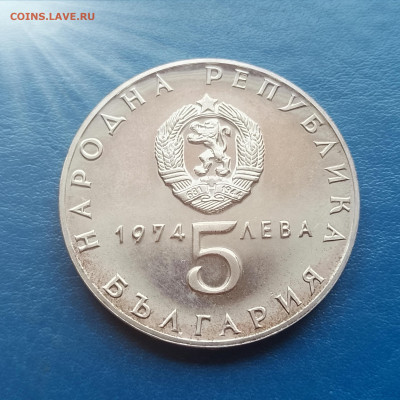 COINS.LAVE.RU
НАРОДНА РЕПУБЛИКА
1974 5 ЛЕВА
БЪЛГАРИЯ